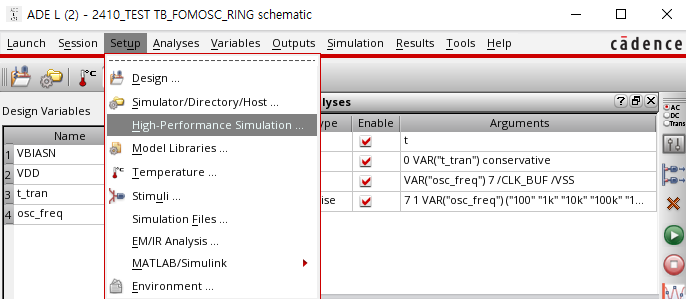 ADE L (2) - 2410_TEST TB_FOMOSC_RING schematic
Launch Session Setup Analyses Variables Outputs Simulation Results Tools Help cādence
Design ...
Simulator/Directory/Host ...
High-Performance Simulation ...
Model Libraries ...
Temperature ...
Stimuli ...
Simulation Files ...
EM/IR Analysis ...
MATLAB/Simulink
Environment ...
°C
Design Variables
Name
1 VBIASN
2 VDD
3 t_tran
4 osc_freq
lyses
ype Enable Arguments
t
0 VAR("t_tran") conservative
VAR("osc_freq") 7 /CLK_BUF /VSS
ise 7 1 VAR("osc_freq") ("100" "1k" "10k" "100k" "1...
AC
DC
Trans